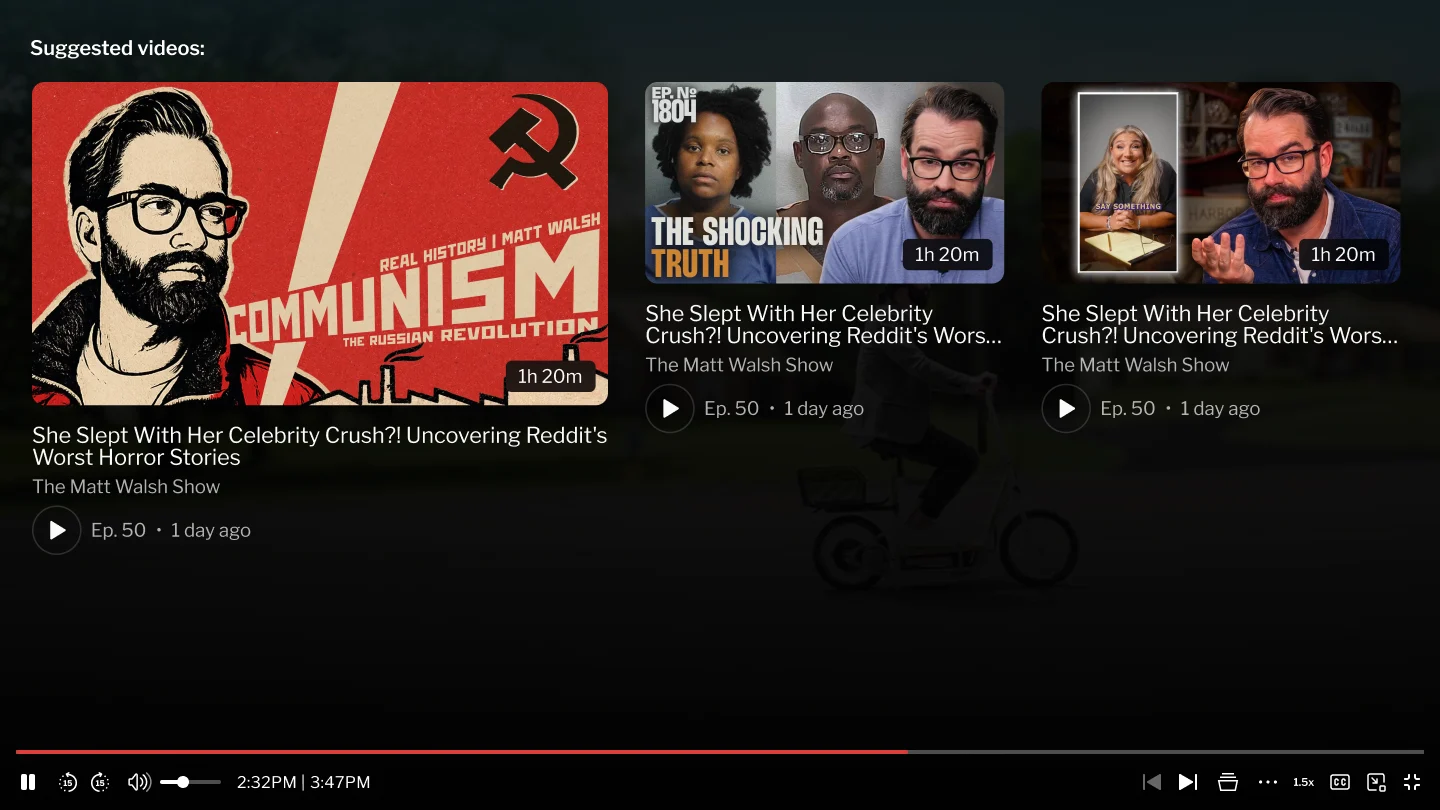 Suggested videos:
REAL HISTORY | MATT WALSH
COMMUNISM
THE RUSSIAN REVOLUTION
1h 20m
She Slept With Her Celebrity Crush?! Uncovering Reddit's
Worst Horror Stories
The Matt Walsh Show
Ep. 50 • 1 day ago
EP. №
1804
THE SHOCKING
TRUTH
1h 20m
She Slept With Her Celebrity
Crush?! Uncovering Reddit's Wors...
The Matt Walsh Show
Ep. 50 • 1 day ago
SAY SOMETHING
1h 20m
She Slept With Her Celebrity
Crush?! Uncovering Reddit's Wors...
The Matt Walsh Show
Ep. 50 • 1 day ago
15 15 2:32PM | 3:47PM 1.5x CC